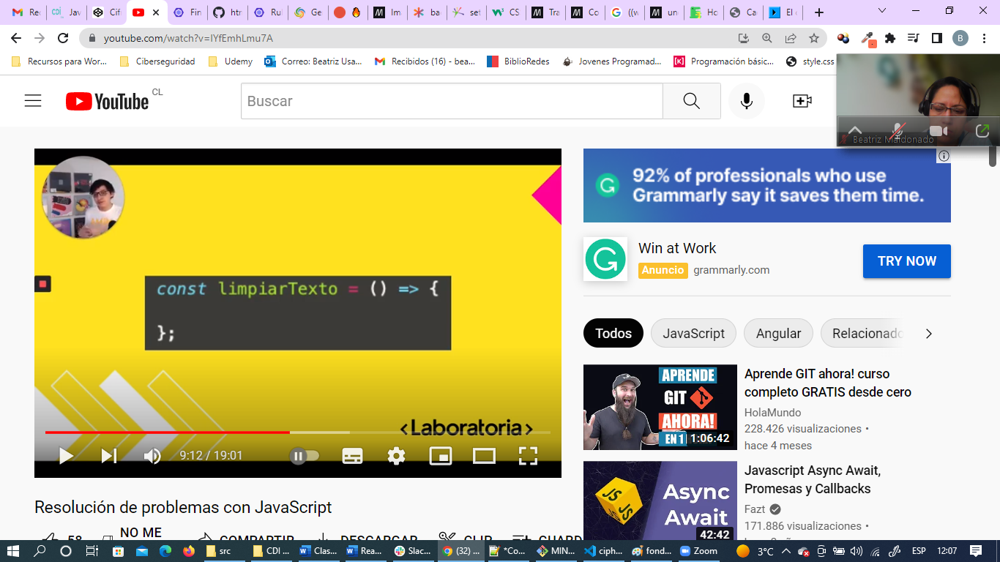 Rec
Jav
Cif
Fin
htn
Rul
Ge
Im
ba
set
CS
Tra
Co
((w
un
Ho
Ca
El c
youtube.com/watch?v=IYfEmhLmu7A
B
Recursos para Wor...
Ciberseguridad
Udemy
Correo: Beatriz Usa...
Recibidos (16) - bea...
BiblioRedes
Jovenes Programad...
Programación básic...
style.css
YouTube CL
Buscar
Beatriz Maldonado
const limpiarTexto = () => {
};
<Laboratoria>
9:12 / 19:01
92% of professionals who use
Grammarly say it saves them time.
Win at Work
Anuncio grammarly.com
TRY NOW
Todos
JavaScript
Angular
Relacionado
APRENDE
GIT
AHORA!
EN 1
1:06:42
Aprende GIT ahora! curso
completo GRATIS desde cero
HolaMundo
228.426 visualizaciones •
hace 4 meses
JS
JS
Async
Await
42:42
Javascript Async Await,
Promesas y Callbacks
Fazt
171.886 visualizaciones •
Resolución de problemas con JavaScript
58
NO ME
COMPARTIR
DESCARGAR
CLIP
GUARD
src
CDI
Clas...
Rea...
Slac...
(32) ...
*Co...
MIN...
ciph...
fond...
Zoom
3°C
ESP
12:07